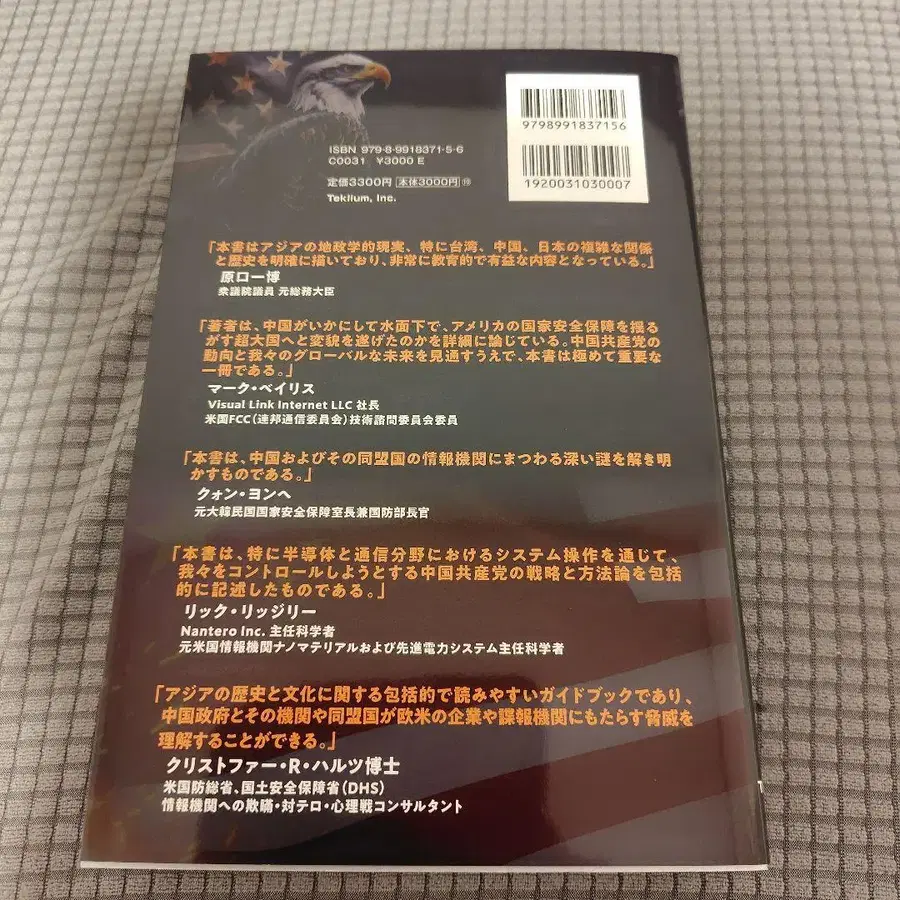 9798991837156
ISBN 979-8-9918371-5-6
C0031 ¥3000 E
1920031030007
定価3300円 本体3000円 ⑩
Teklium, Inc.
「本書はアジアの地政学的現実、特に台湾、中国、日本の複雑な関係
と歴史を明確に描いており、非常に教育的で有益な内容となっている。」
原口一博
衆議院議員 元総務大臣
「著者は、中国がいかにして水面下で、アメリカの国家安全保障を揺る
がす超大国へと変貌を遂げたのかを詳細に論じている。中国共産党の
動向と我々のグローバルな未来を見通すうえで、本書は極めて重要な
一冊である。」
マーク・ベイリス
Visual Link Internet LLC 社長
米国FCC（連邦通信委員会）技術諮問委員会委員
「本書は、中国およびその同盟国の情報機関にまつわる深い謎を解き明
かすものである。」
クォン・ヨンヘ
元大韓民国国家安全保障室長兼国防部長官
「本書は、特に半導体と通信分野におけるシステム操作を通じて、
我々をコントロールしようとする中国共産党の戦略と方法論を包括
的に記述したものである。」
リック・リッジリー
Nantero Inc. 主任科学者
元米国情報機関ナノマテリアルおよび先進電力システム主任科学者
「アジアの歴史と文化に関する包括的で読みやすいガイドブックであり、
中国政府とその機関や同盟国が欧米の企業や諜報機関にもたらす脅威を
理解することができる。」
クリストファー・R・ハルツ博士
米国防総省、国土安全保障省（DHS）
情報機関への欺瞞・対テロ・心理戦コンサルタント